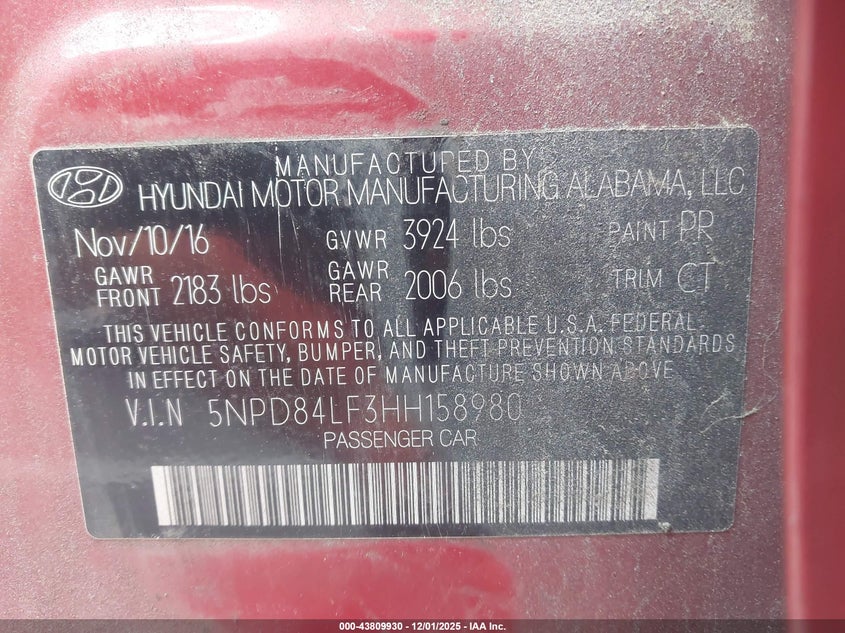 MANUFACTURED BY
HYUNDAI MOTOR MANUFACTURING ALABAMA, LLC
Nov/10/16 GVWR 3924 lbs PAINT PR
GAWR FRONT 2183 lbs GAWR REAR 2006 lbs TRIM CT
THIS VEHICLE CONFORMS TO ALL APPLICABLE U.S.A. FEDERAL
MOTOR VEHICLE SAFETY, BUMPER, AND THEFT PREVENTION STANDARDS
IN EFFECT ON THE DATE OF MANUFACTURE SHOWN ABOVE
V.I.N 5NPD84LF3HH158980
PASSENGER CAR
000-43809930 - 12/01/2025 - IAA Inc.